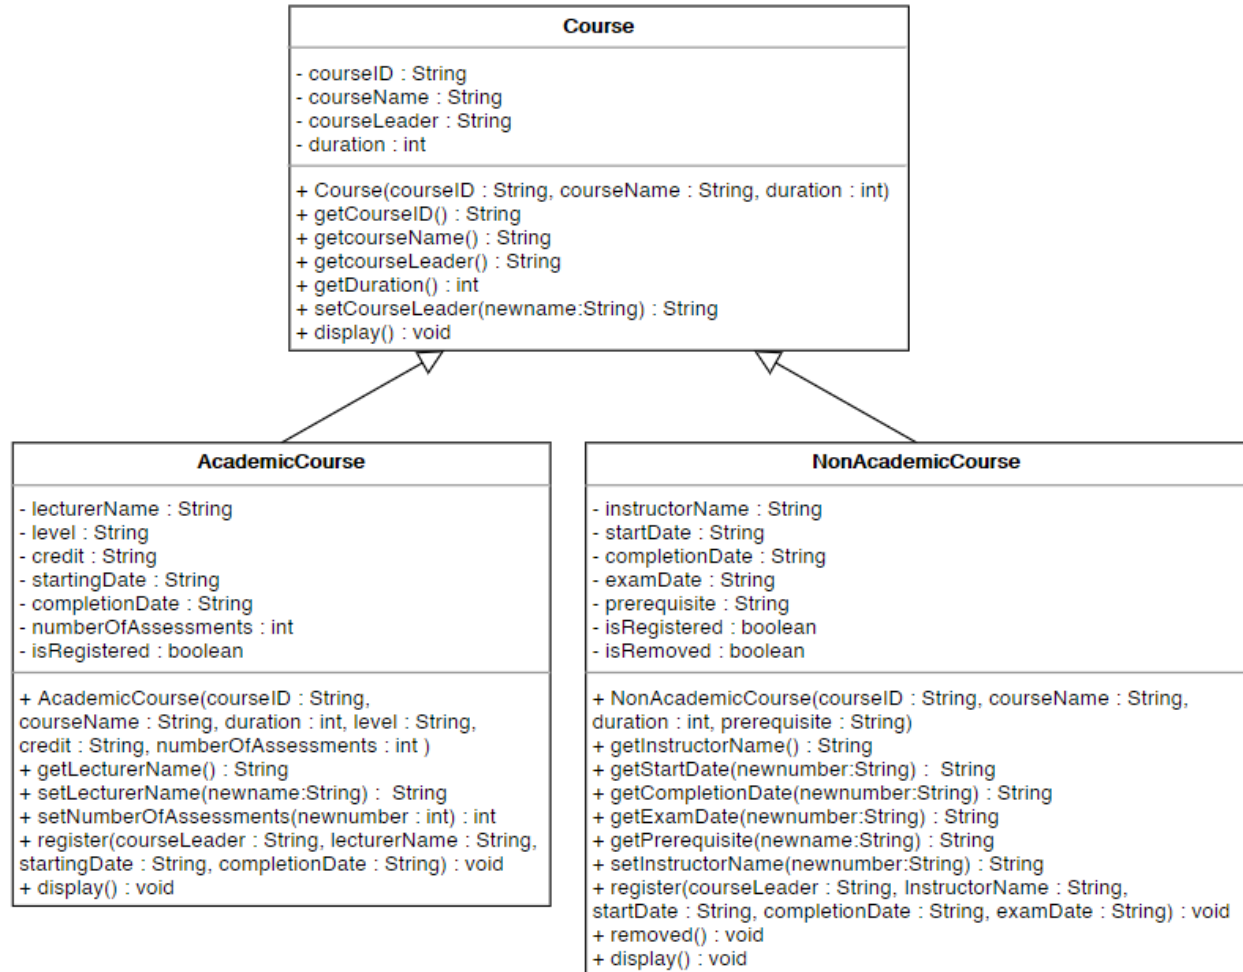 Course
- courseID : String
- courseName : String
- courseLeader : String
- duration : int
+ Course(courseID : String, courseName : String, duration : int)
+ getCourseID() : String
+ getcourseName() : String
+ getcourseLeader() : String
+ getDuration() : int
+ setCourseLeader(newname:String) : String
+ display() : void
AcademicCourse
- lecturerName : String
- level : String
- credit : String
- startingDate : String
- completionDate : String
- numberOfAssessments : int
- isRegistered : boolean
+ AcademicCourse(courseID : String,
courseName : String, duration : int, level : String,
credit : String, numberOfAssessments : int )
+ getLecturerName() : String
+ setLecturerName(newname:String) : String
+ setNumberOfAssessments(newnumber : int) : int
+ register(courseLeader : String, lecturerName : String,
startingDate : String, completionDate : String) : void
+ display() : void
NonAcademicCourse
- instructorName : String
- startDate : String
- completionDate : String
- examDate : String
- prerequisite : String
- isRegistered : boolean
- isRemoved : boolean
+ NonAcademicCourse(courseID : String, courseName : String,
duration : int, prerequisite : String)
+ getInstructorName() : String
+ getStartDate(newnumber:String) : String
+ getCompletionDate(newnumber:String) : String
+ getExamDate(newnumber:String) : String
+ getPrerequisite(newname:String) : String
+ setInstructorName(newnumber:String) : String
+ register(courseLeader : String, InstructorName : String,
startDate : String, completionDate : String, examDate : String) : void
+ removed() : void
+ display() : void